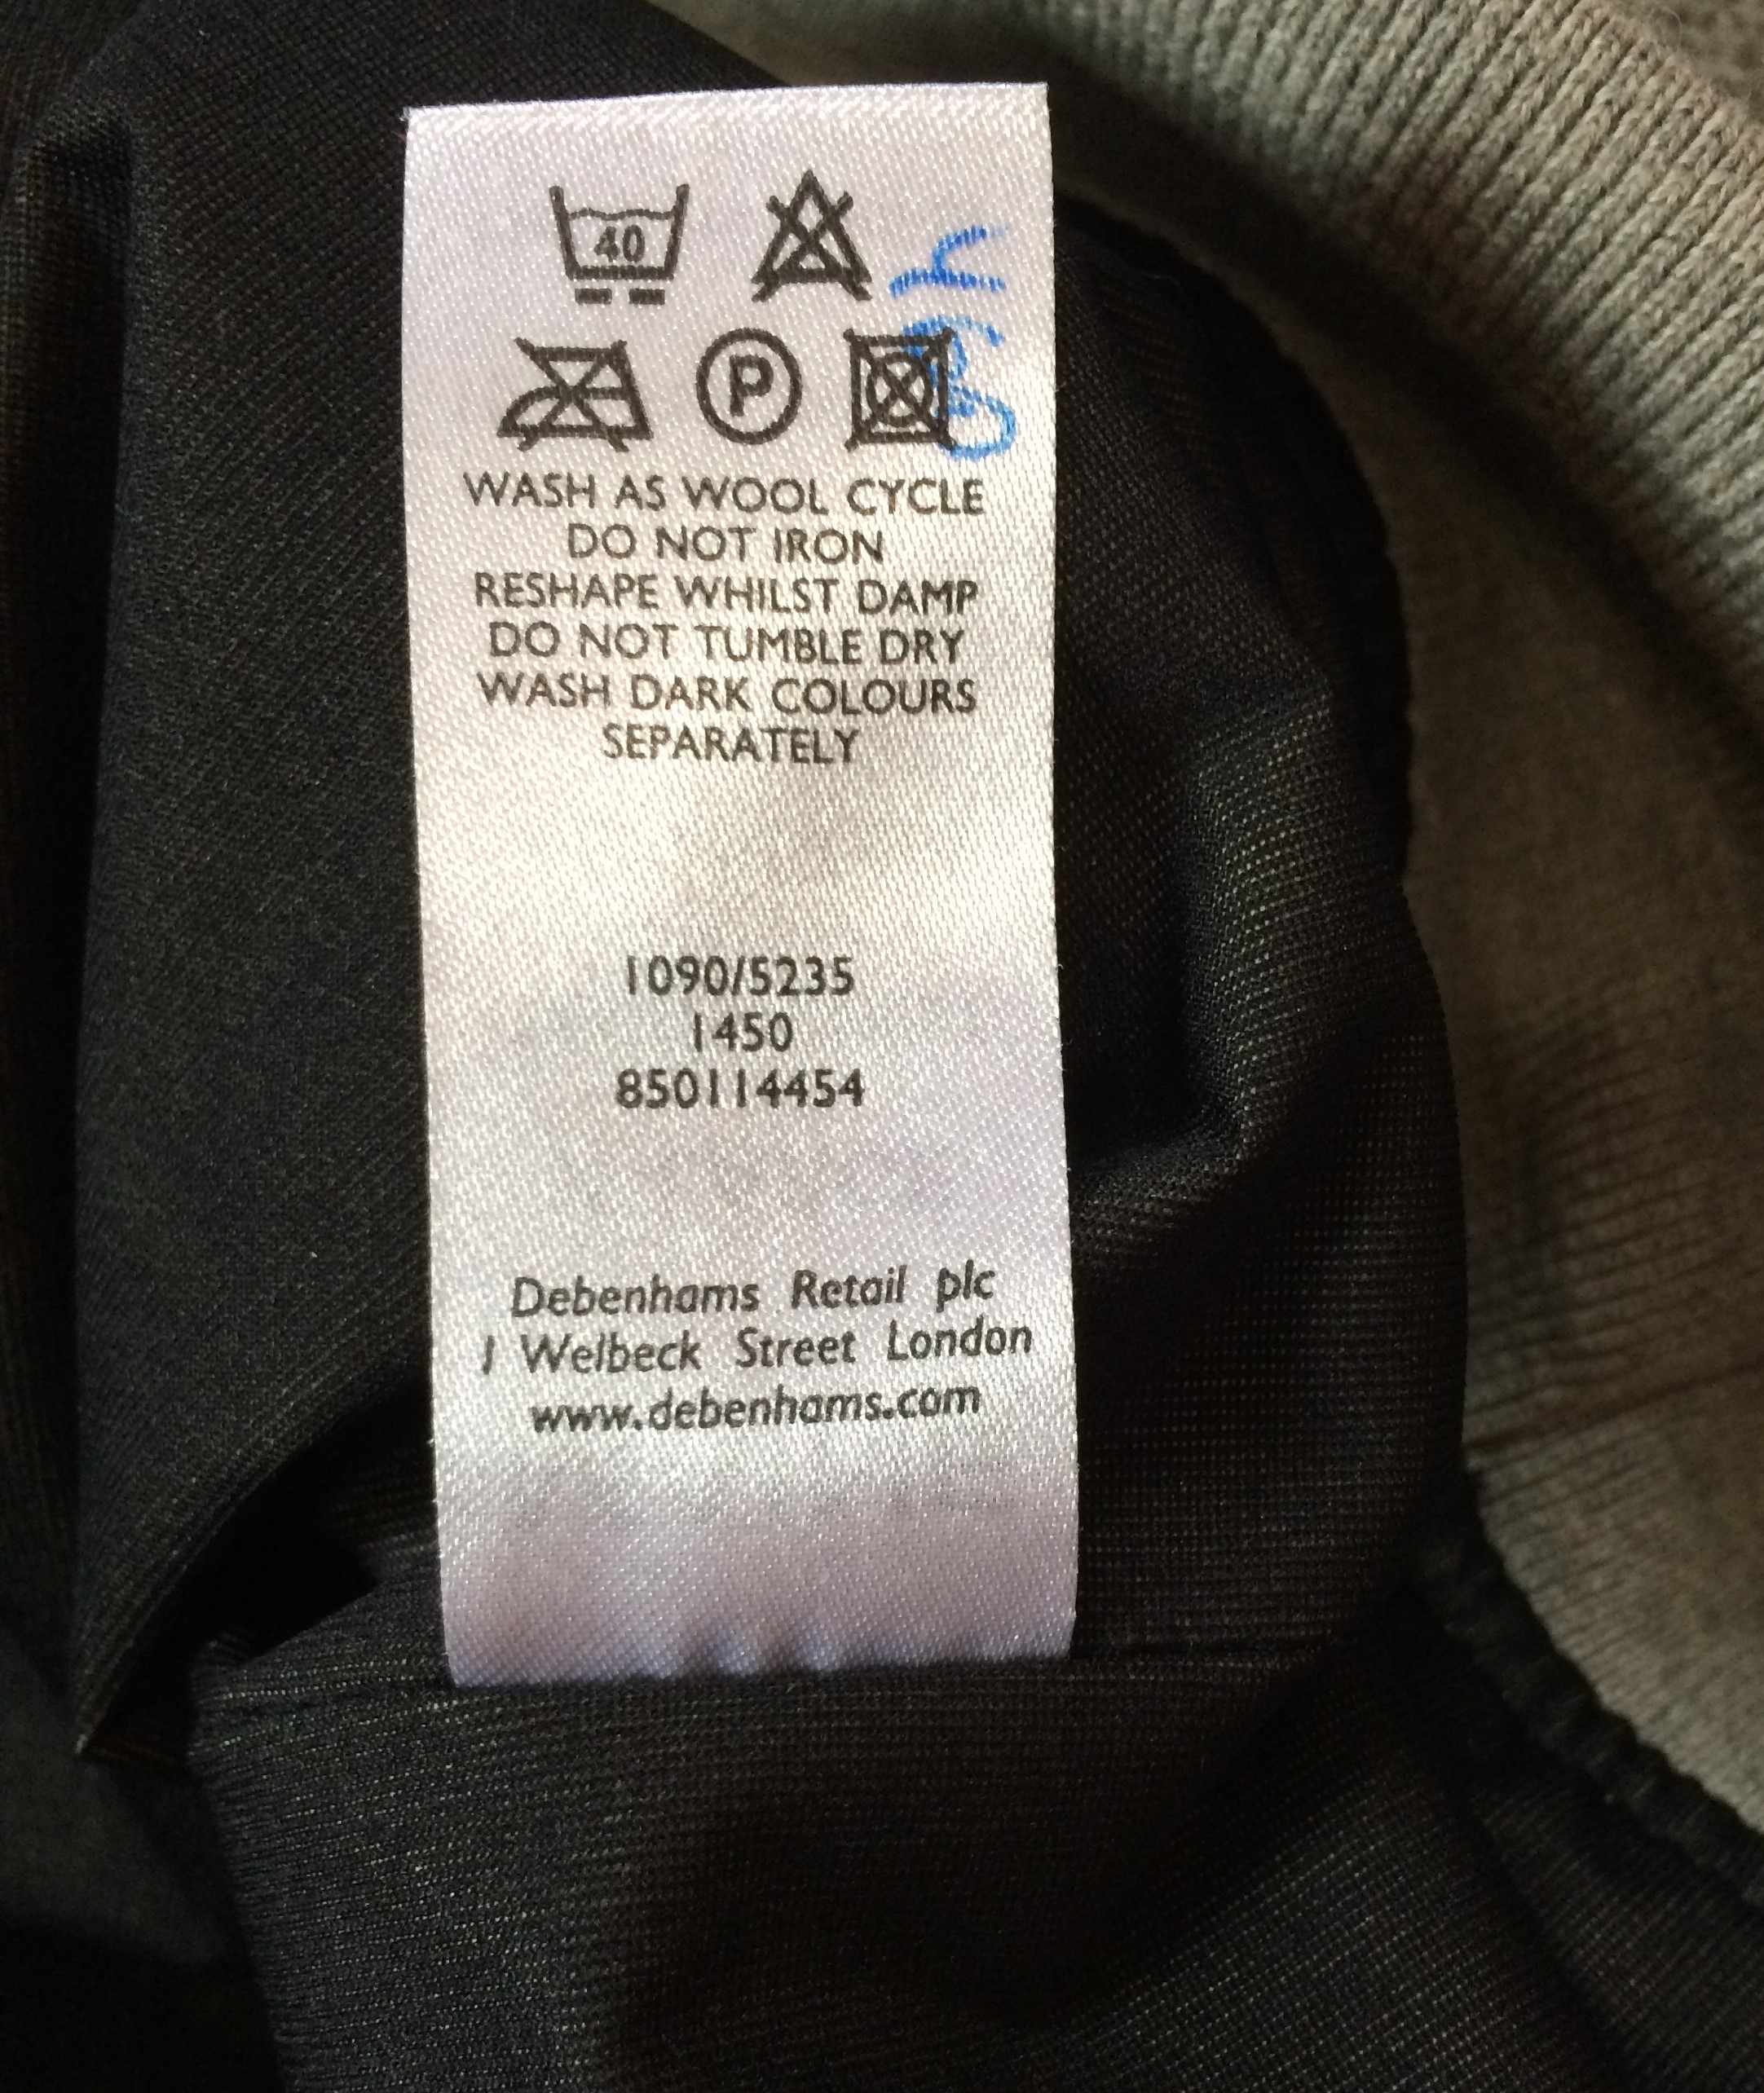 40
P
WASH AS WOOL CYCLE
DO NOT IRON
RESHAPE WHILST DAMP
DO NOT TUMBLE DRY
WASH DARK COLOURS
SEPARATELY
1090/5235
1450
850114454
Debenhams Retail plc
1 Welbeck Street London
www.debenhams.com